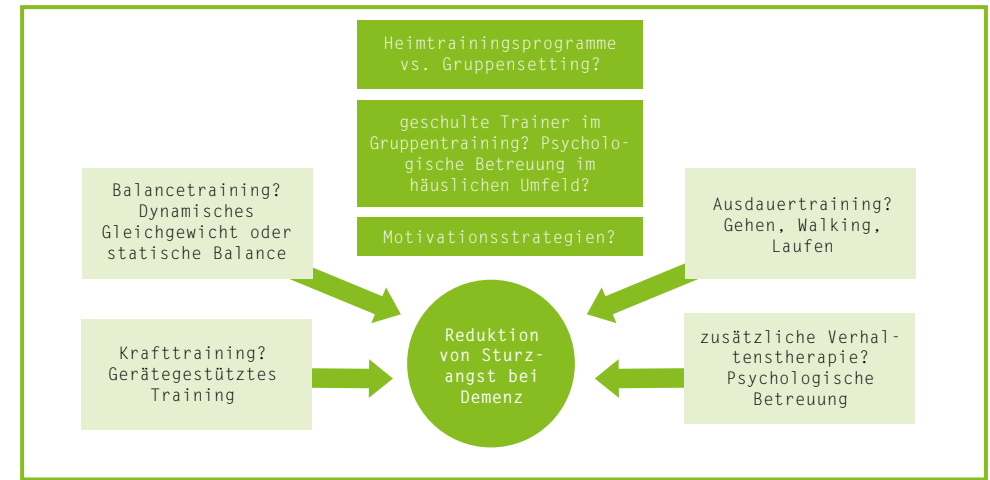 Heimtrainingsprogramme
vs. Gruppensetting?
geschulte Trainer im
Gruppentraining? Psycholo-
gische Betreuung im
häuslichen Umfeld?
Motivationsstrategien?
Balancetraining?
Dynamisches
Gleichgewicht oder
statische Balance
Ausdauertraining?
Gehen, Walking,
Laufen
Krafttraining?
Gerätegestütztes
Training
Reduktion
von Sturz-
angst bei
Demenz
zusätzliche Verhal-
tenstherapie?
Psychologische
Betreuung